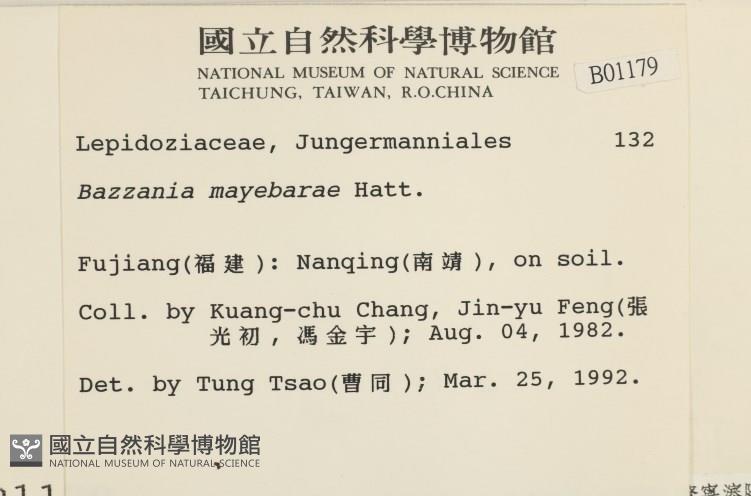 國立自然科學博物館
NATIONAL MUSEUM OF NATURAL SCIENCE
TAICHUNG, TAIWAN, R.O.CHINA
B01179
Lepidoziaceae, Jungermanniales 132
Bazzania mayebarae Hatt.
Fujiang(福建): Nanqing(南靖), on soil.
Coll. by Kuang-chu Chang, Jin-yu Feng(張
光初, 馮金宇); Aug. 04, 1982.
Det. by Tung Tsao(曹同); Mar. 25, 1992.
國立自然科學博物館
NATIONAL MUSEUM OF NATURAL SCIENCE